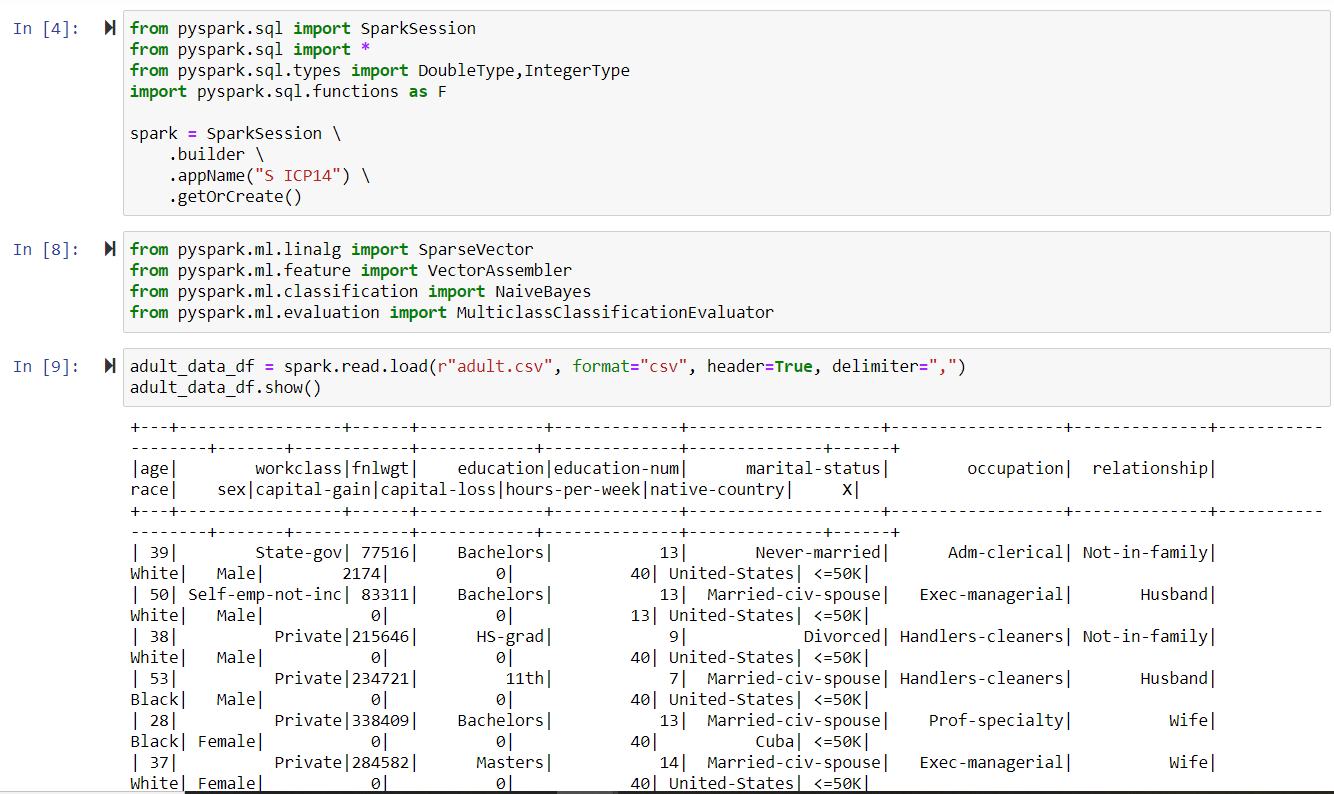 In [4]: from pyspark.sql import SparkSession
from pyspark.sql import *
from pyspark.sql.types import DoubleType,IntegerType
import pyspark.sql.functions as F
spark = SparkSession \
    .builder \
    .appName("S ICP14") \
    .getOrCreate()
In [8]: from pyspark.ml.linalg import SparseVector
from pyspark.ml.feature import VectorAssembler
from pyspark.ml.classification import NaiveBayes
from pyspark.ml.evaluation import MulticlassClassificationEvaluator
In [9]: adult_data_df = spark.read.load(r"adult.csv", format="csv", header=True, delimiter=",")
adult_data_df.show()
+---+-----------------+------+-------------+-------------+--------------------+------------------+--------------+-----------
--------+-------+------------+------------+--------------+--------------+------+
|age|        workclass|fnlwgt|    education|education-num|      marital-status|        occupation|  relationship|
race|    sex|capital-gain|capital-loss|hours-per-week|native-country|     X|
+---+-----------------+------+-------------+-------------+--------------------+------------------+--------------+-----------
--------+-------+------------+------------+--------------+--------------+------+
| 39|        State-gov| 77516|    Bachelors|           13|       Never-married|      Adm-clerical| Not-in-family|
White|   Male|        2174|           0|            40| United-States| <=50K|
| 50| Self-emp-not-inc| 83311|    Bachelors|           13|  Married-civ-spouse|   Exec-managerial|       Husband|
White|   Male|           0|           0|            13| United-States| <=50K|
| 38|          Private|215646|      HS-grad|            9|            Divorced| Handlers-cleaners| Not-in-family|
White|   Male|           0|           0|            40| United-States| <=50K|
| 53|          Private|234721|         11th|            7|  Married-civ-spouse| Handlers-cleaners|       Husband|
Black|   Male|           0|           0|            40| United-States| <=50K|
| 28|          Private|338409|    Bachelors|           13|  Married-civ-spouse|    Prof-specialty|          Wife|
Black| Female|           0|           0|            40|          Cuba| <=50K|
| 37|          Private|284582|      Masters|           14|  Married-civ-spouse|   Exec-managerial|          Wife|
White| Female|           0|           0|            40| United-States| <=50K|